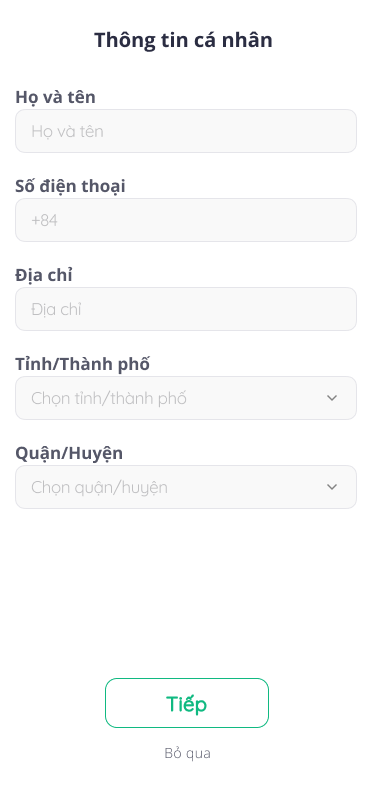 Thông tin cá nhân
Họ và tên
Họ và tên
Số điện thoại
+84
Địa chỉ
Địa chỉ
Tỉnh/Thành phố
Chọn tỉnh/thành phố
Quận/Huyện
Chọn quận/huyện
Tiếp
Bỏ qua